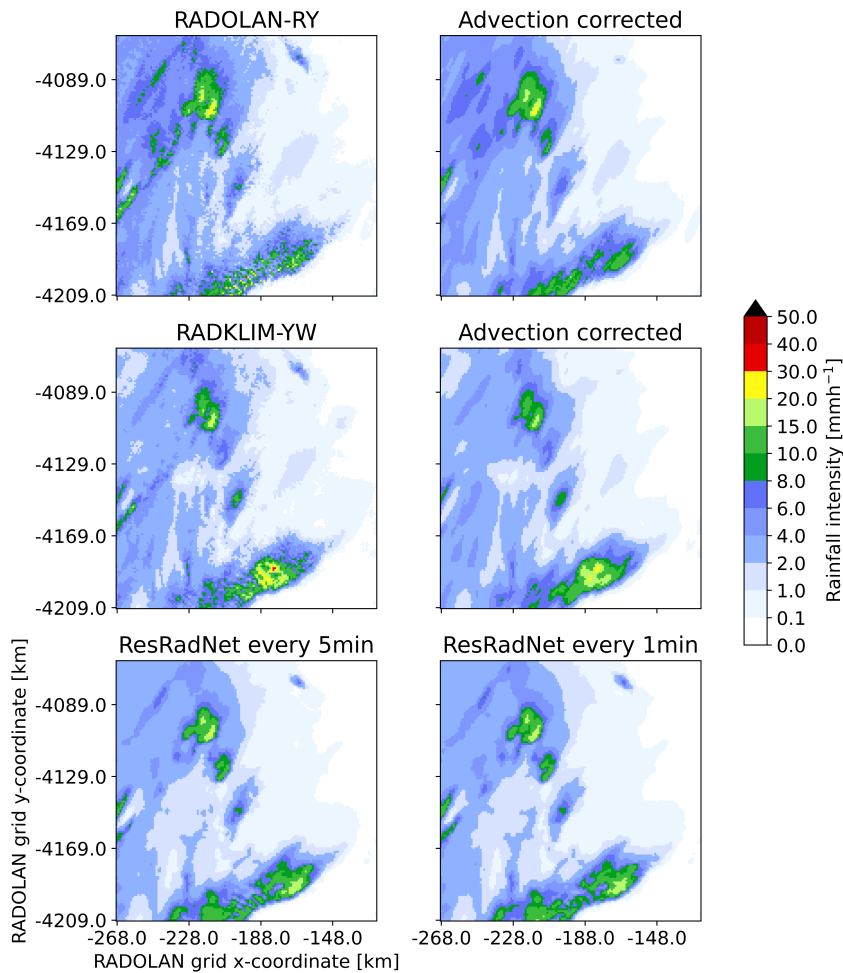 RADOLAN-RY
Advection corrected
-4089.0
-4129.0
-4169.0
-4209.0
RADKLIM-YW
Advection corrected
-4089.0
-4129.0
-4169.0
-4209.0
50.0
40.0
30.0
20.0
15.0
10.0
8.0
6.0
4.0
2.0
1.0
0.1
0.0
Rainfall intensity [mmh⁻¹]
ResRadNet every 5min
ResRadNet every 1min
-4089.0
-4129.0
-4169.0
-4209.0
RADOLAN grid y-coordinate [km]
-268.0 -228.0 -188.0 -148.0
-268.0 -228.0 -188.0 -148.0
RADOLAN grid x-coordinate [km]